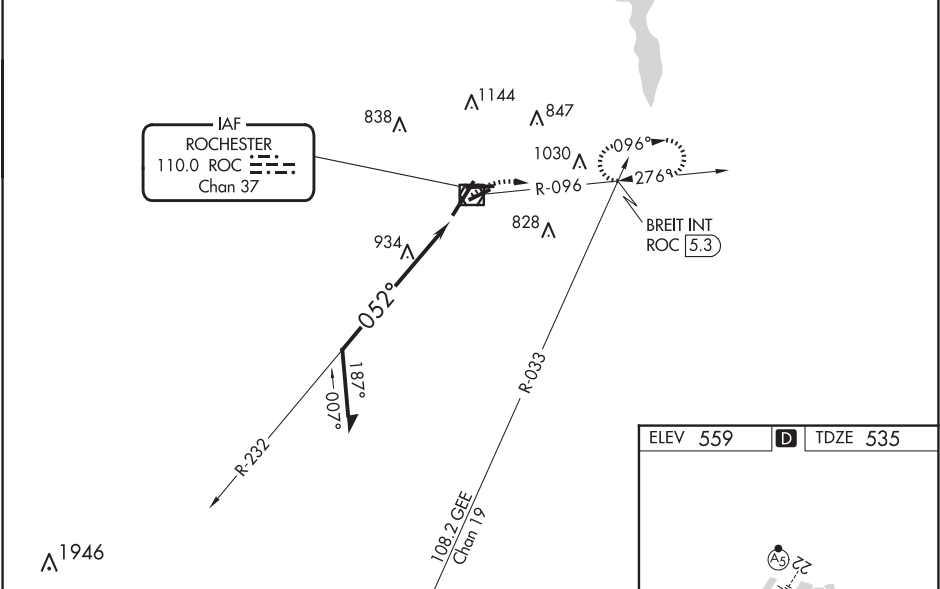 1144
838
847
IAF
ROCHESTER
110.0 ROC
Chan 37
1030
096°
276°
R-096
BREIT INT
ROC 5.3
828
934
052°
187°
007°
R-033
R-232
108.2 GEE
Chan 19
1946
ELEV 559 D TDZE 535
A5
22